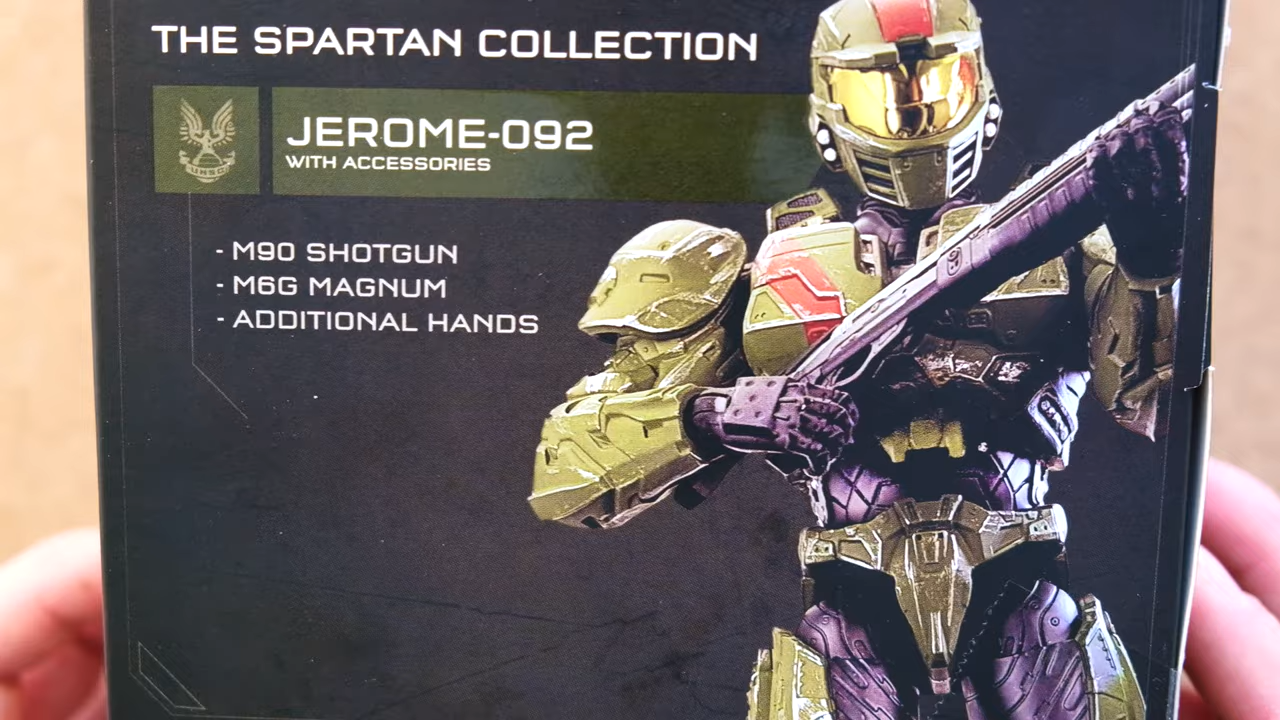 THE SPARTAN COLLECTION
UNSC
JEROME-092
WITH ACCESSORIES
- M90 SHOTGUN
- M6G MAGNUM
- ADDITIONAL HANDS